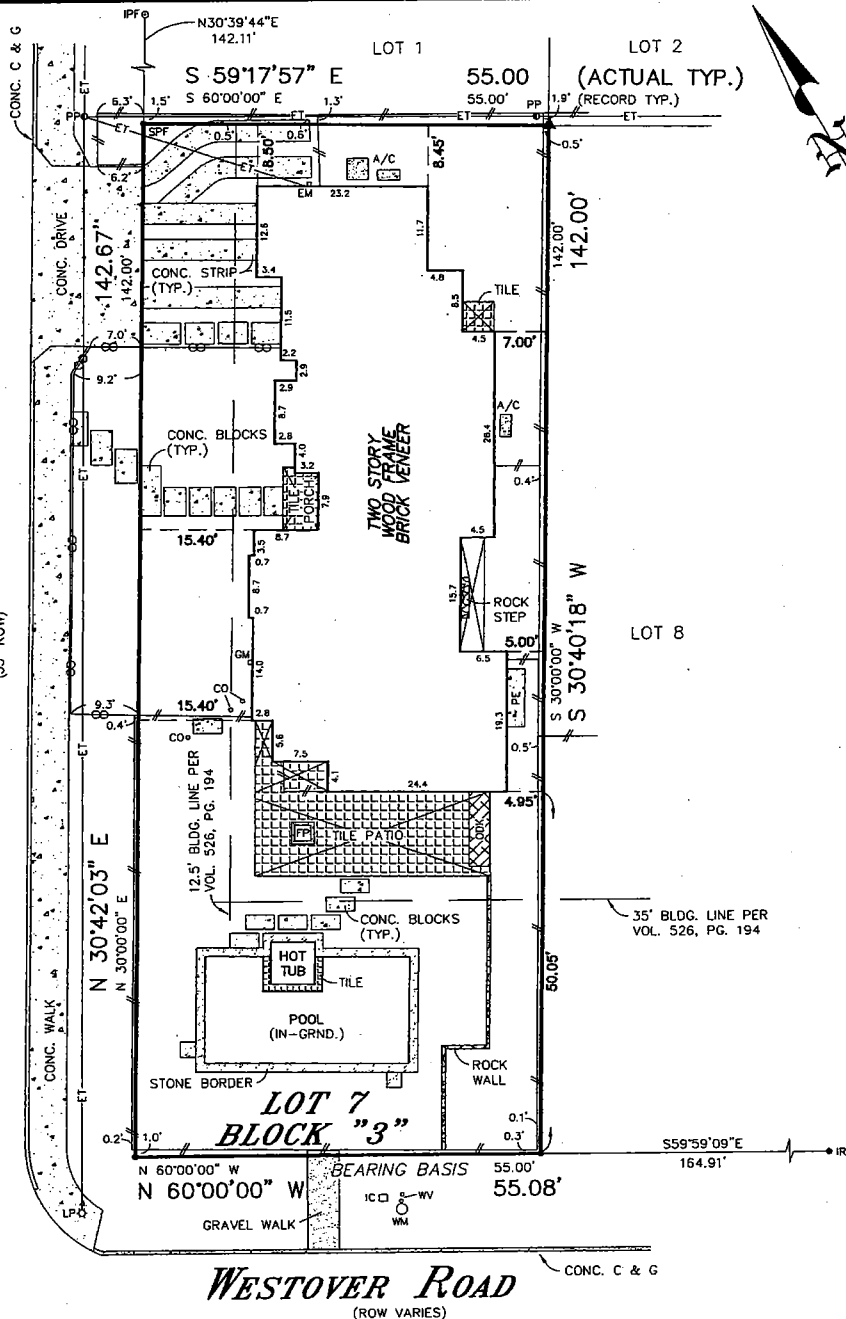 IPF
N30°39'44"E
142.11'
LOT 1
LOT 2
CONC. C & G
S 59°17'57" E
55.00
(ACTUAL TYP.)
S 60°00'00" E
55.00'
(RECORD TYP.)
ET
6.3'
1.5'
1.3'
ET
PP
1.9'
ET
PP
ET
SPF
0.5'
0.6'
8.50'
A/C
8.45'
0.5'
6.2'
ET
EM
23.2
CONC. DRIVE
142.67'
142.00'
12.6
11.7
142.00'
142.00'
CONC. STRIP
(TYP.)
3.4
4.8
8.5
TILE
11.5
7.0'
4.5
7.00'
2.2
2.9
9.2'
2.9
A/C
8.7
28.4
CONC. BLOCKS
(TYP.)
2.8
4.0
3.2
0.4'
TWO STORY
WOOD FRAME
BRICK VENEER
ET
TILE
PORCH
7.9
15.40'
8.7
4.5
3.5
0.7
8.7
15.7
ROCK
STEP
0.7
LOT 8
GM
14.0
5.00'
6.5
S 30°00'00" W
S 30°40'18" W
CO
PE
9.3'
15.40'
2.8
19.3
0.4'
CO
5.6
7.5
4.1
0.5'
24.4
4.95'
ET
FP
TILE PATIO
12.5' BLDG. LINE PER
VOL. 526, PG. 194
N 30°42'03" E
N 30°00'00" E
CONC. BLOCKS
(TYP.)
35' BLDG. LINE PER
VOL. 526, PG. 194
HOT
TUB
TILE
50.05'
POOL
(IN-GRND.)
CONC. WALK
ROCK
WALL
STONE BORDER
LOT 7
BLOCK "3"
ET
0.1'
0.2'
1.0'
0.3'
S59°59'09"E
164.91'
N 60°00'00" W
BEARING BASIS
55.00'
N 60°00'00" W
55.08'
IC
WV
WM
LP
GRAVEL WALK
CONC. C & G
WESTOVER ROAD
(ROW VARIES)